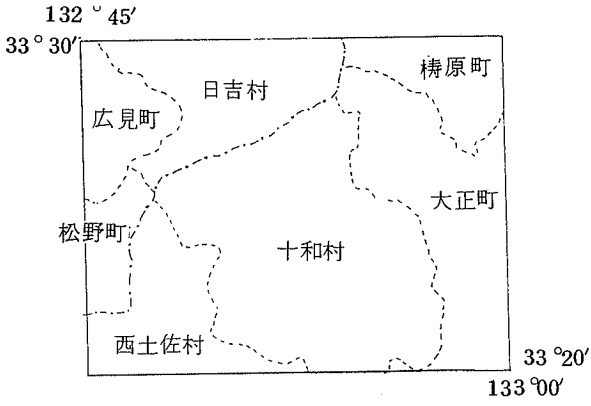 132°45′
33°30′
梼原町
日吉村
広見町
大正町
松野町
十和村
西土佐村
33°20′
133°00′